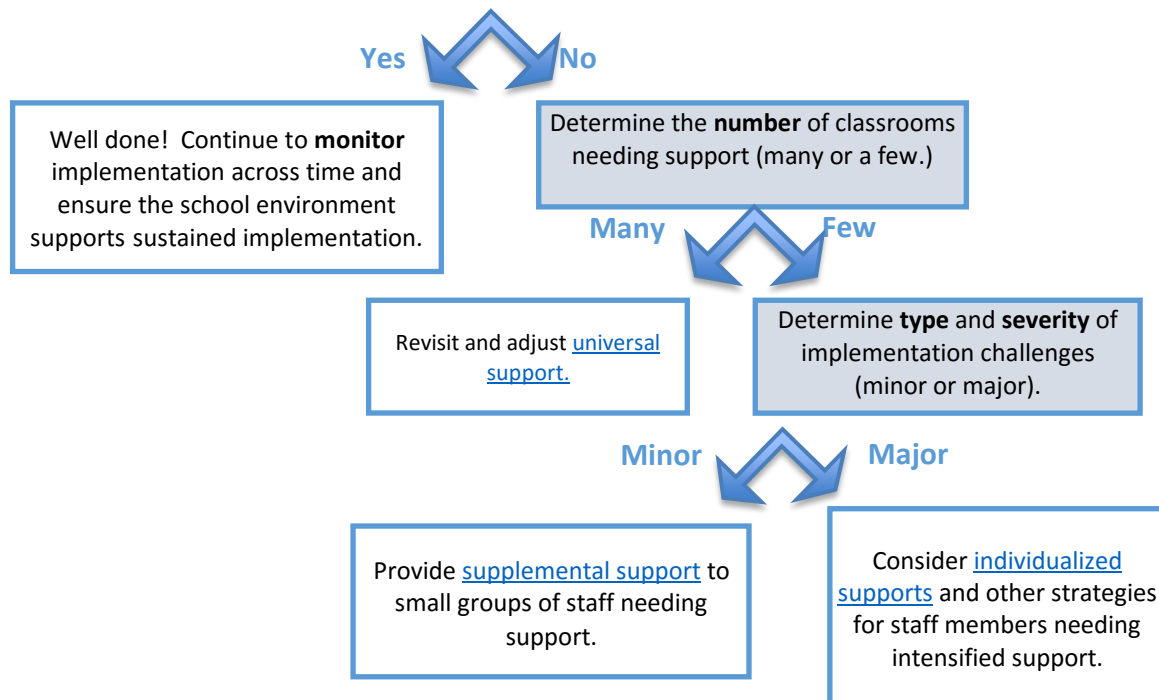 Yes
No
Well done!  Continue to monitor
implementation across time and
ensure the school environment
supports sustained implementation.
Determine the number of classrooms
needing support (many or a few.)
Many
Few
Revisit and adjust universal
support.
Determine type and severity of
implementation challenges
(minor or major).
Minor
Major
Provide supplemental support to
small groups of staff needing
support.
Consider individualized
supports and other strategies
for staff members needing
intensified support.